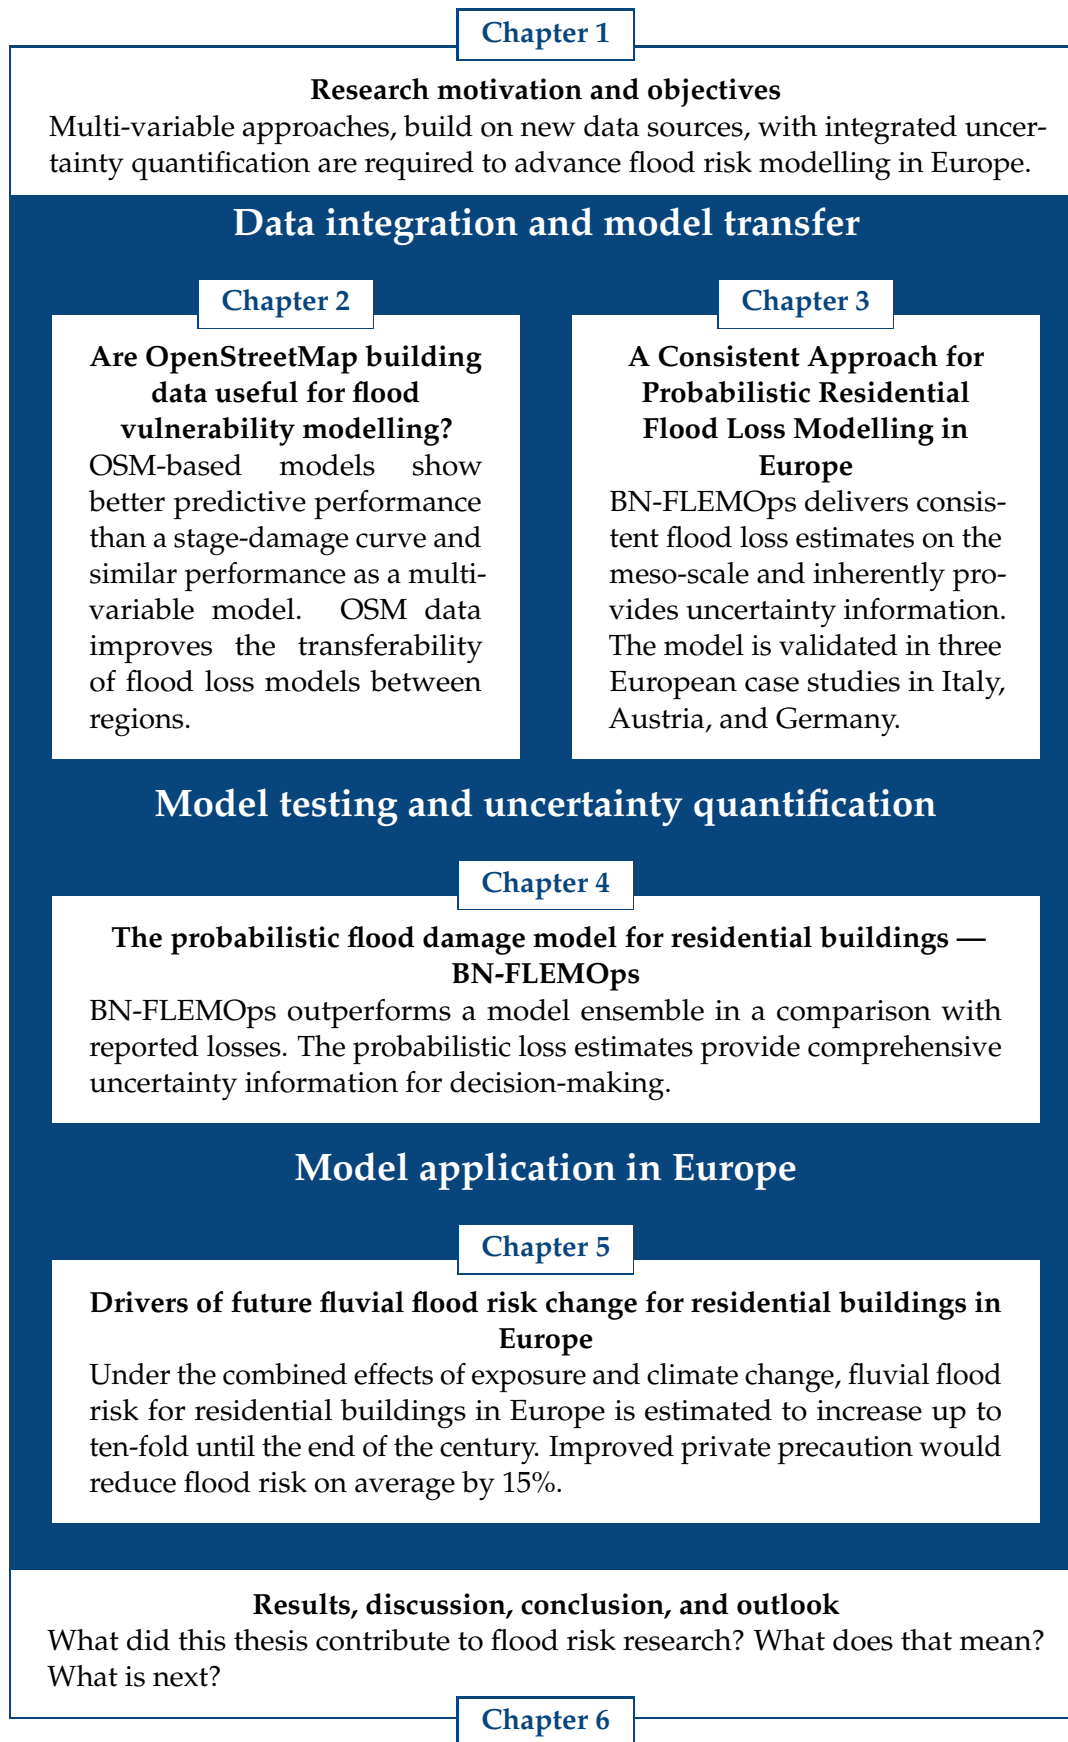 Chapter 1
Research motivation and objectives
Multi-variable approaches, build on new data sources, with integrated uncer-
tainty quantification are required to advance flood risk modelling in Europe.
Data integration and model transfer
Chapter 2
Are OpenStreetMap building
data useful for flood
vulnerability modelling?
OSM-based models show
better predictive performance
than a stage-damage curve and
similar performance as a multi-
variable model. OSM data
improves the transferability
of flood loss models between
regions.
Chapter 3
A Consistent Approach for
Probabilistic Residential
Flood Loss Modelling in
Europe
BN-FLEMOps delivers consis-
tent flood loss estimates on the
meso-scale and inherently pro-
vides uncertainty information.
The model is validated in three
European case studies in Italy,
Austria, and Germany.
Model testing and uncertainty quantification
Chapter 4
The probabilistic flood damage model for residential buildings —
BN-FLEMOps
BN-FLEMOps outperforms a model ensemble in a comparison with
reported losses. The probabilistic loss estimates provide comprehensive
uncertainty information for decision-making.
Model application in Europe
Chapter 5
Drivers of future fluvial flood risk change for residential buildings in
Europe
Under the combined effects of exposure and climate change, fluvial flood
risk for residential buildings in Europe is estimated to increase up to
ten-fold until the end of the century. Improved private precaution would
reduce flood risk on average by 15%.
Results, discussion, conclusion, and outlook
What did this thesis contribute to flood risk research? What does that mean?
What is next?
Chapter 6